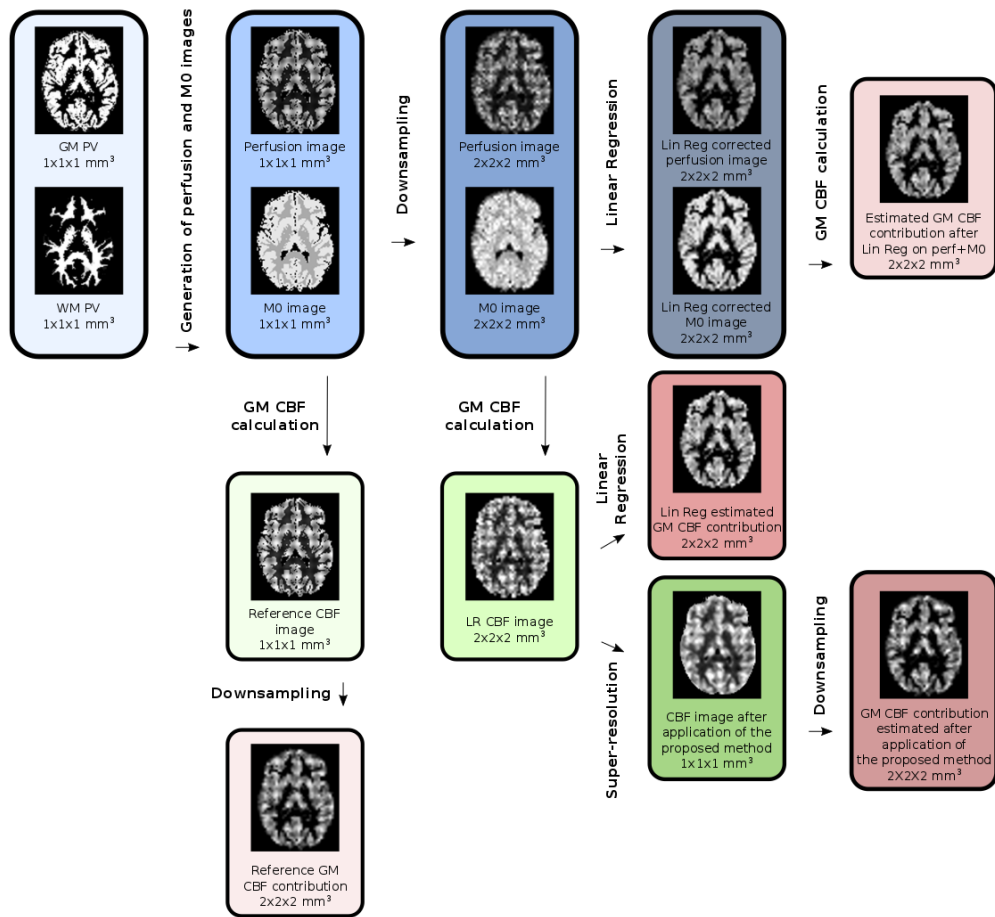 GM PV
1x1x1 mm³
WM PV
1x1x1 mm³
Generation of perfusion and M0 images
Perfusion image
1x1x1 mm³
M0 image
1x1x1 mm³
Downsampling
Perfusion image
2x2x2 mm³
M0 image
2x2x2 mm³
Linear Regression
Lin Reg corrected
perfusion image
2x2x2 mm³
Lin Reg corrected
M0 image
2x2x2 mm³
GM CBF calculation
Estimated GM CBF
contribution after
Lin Reg on perf+M0
2x2x2 mm³
GM CBF
calculation
Reference CBF
image
1x1x1 mm³
Downsampling
Reference GM
CBF contribution
2x2x2 mm³
GM CBF
calculation
LR CBF image
2x2x2 mm³
Linear
Regression
Lin Reg estimated
GM CBF contribution
2x2x2 mm³
Super-resolution
CBF image after
application of the
proposed method
1x1x1 mm³
Downsampling
GM CBF contribution
estimated after
application of
the proposed method
2X2X2 mm³